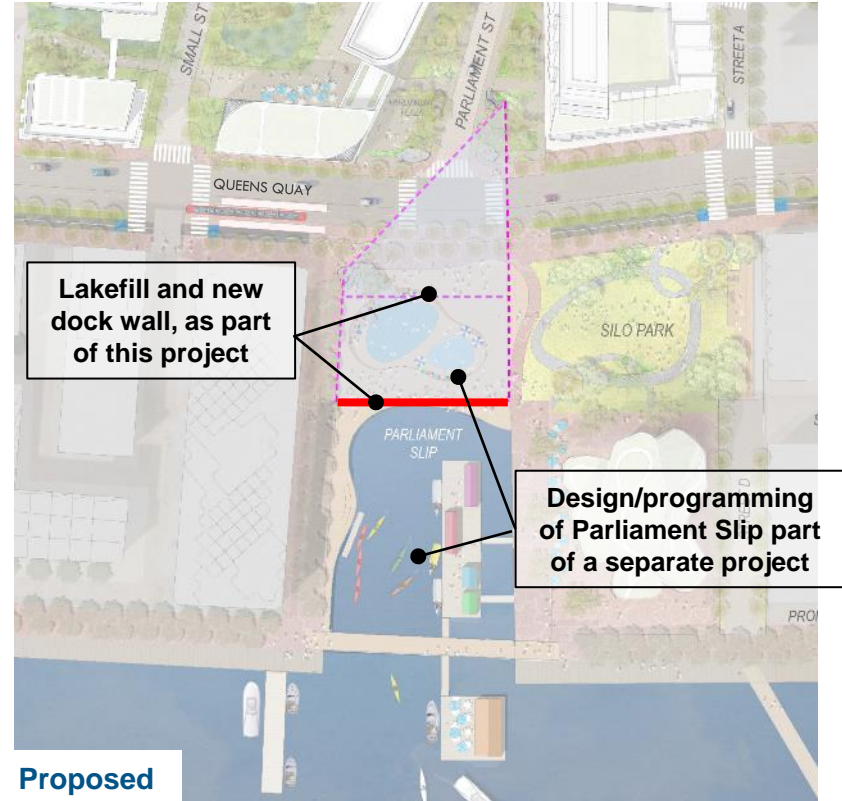 SMALL ST
PARLIAMENT ST
STREET A
QUEENS QUAY
Lakefill and new
dock wall, as part
of this project
SILO PARK
PARLIAMENT
SLIP
Design/programming
of Parliament Slip part
of a separate project
Proposed